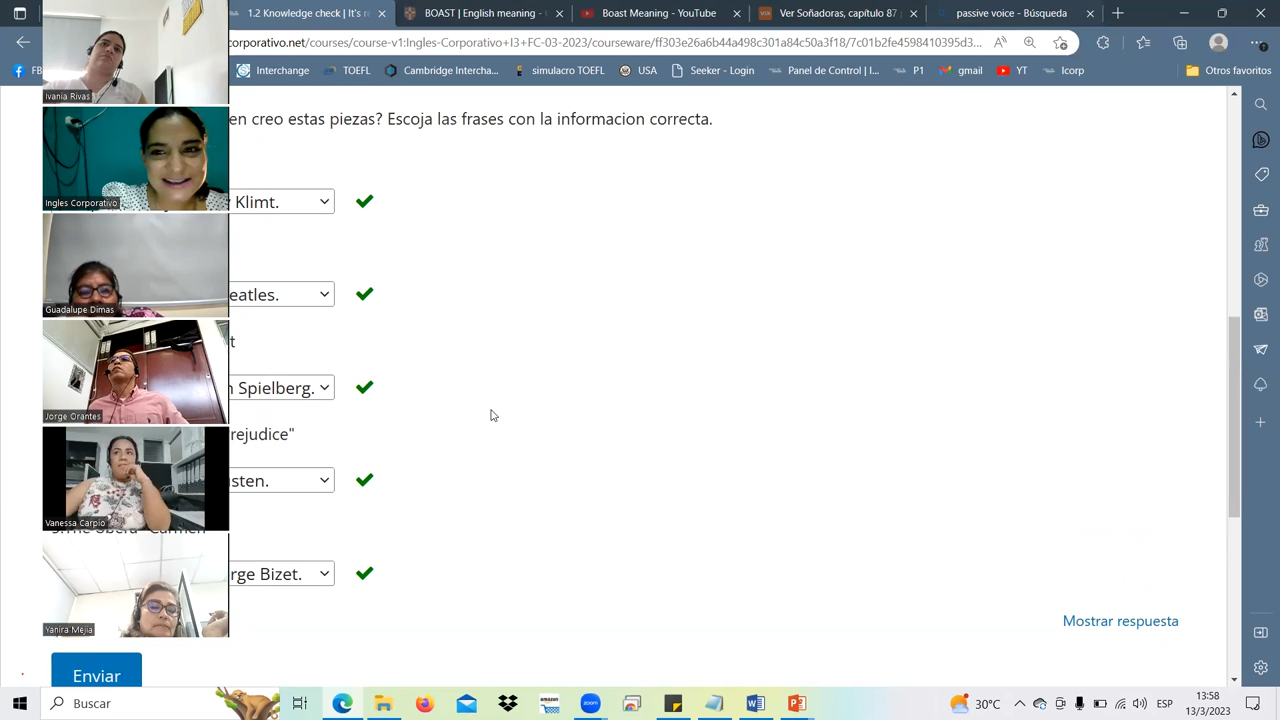 1.2 Knowledge check | It's re
BOAST | English meaning -
Boast Meaning - YouTube
Ver Soñadoras, capítulo 87
passive voice - Búsqueda
corporativo.net/courses/course-v1:Ingles-Corporativo+I3+FC-03-2023/courseware/ff303e26a6b44a498c301a84c50a3f18/7c01b2fe4598410395d3...
FB
Interchange
TOEFL
Cambridge Intercha...
simulacro TOEFL
USA
Seeker - Login
Panel de Control | I...
P1
gmail
YT
Icorp
Otros favoritos
Ivania Rivas
en creo estas piezas? Escoja las frases con la informacion correcta.
Klimt.
Ingles Corporativo
eatles.
Guadalupe Dimas
t
n Spielberg.
Jorge Orantes
rejudice"
sten.
Vanessa Carpio
rge Bizet.
Yanira Mejia
Mostrar respuesta
Enviar
Buscar
amazon
zoom
30°C
ESP
13:58
13/3/2023